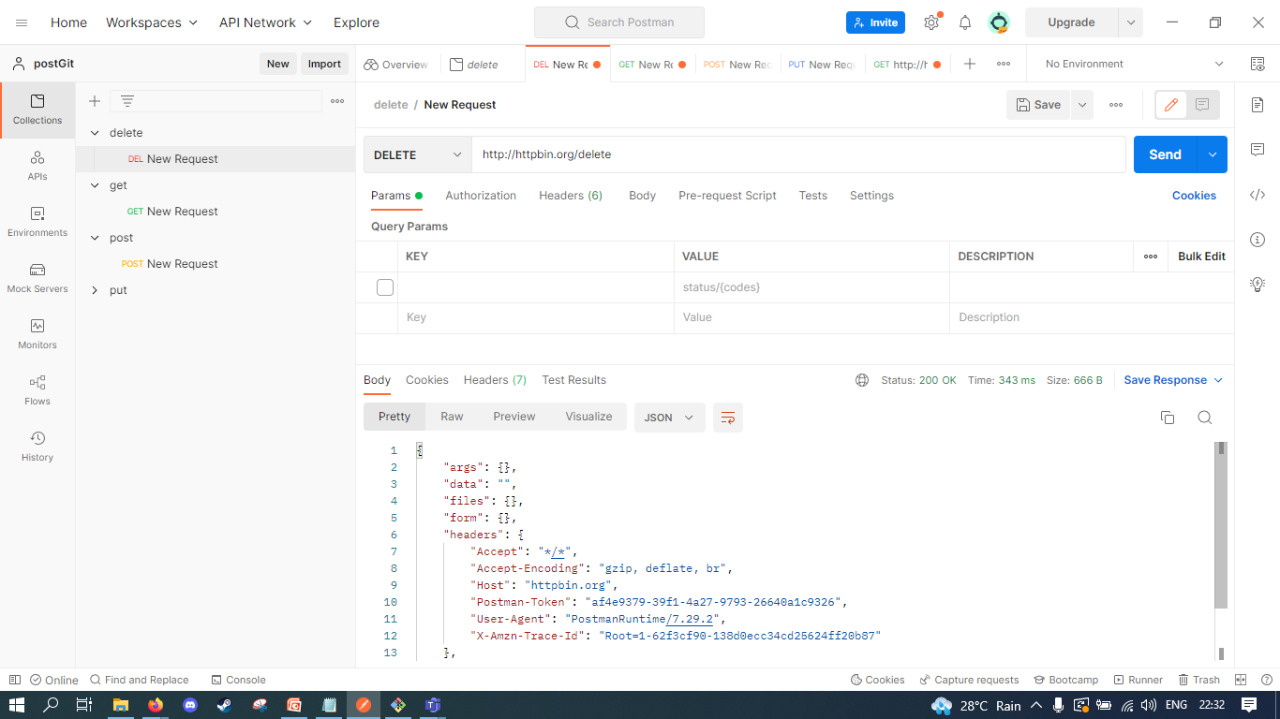 Home Workspaces API Network Explore Search Postman Invite Upgrade
postGit New Import Overview delete DEL New Re GET New Re POST New Rec PUT New Requ GET http://h No Environment
Collections
APIs
Environments
Mock Servers
Monitors
Flows
History
delete
DEL New Request
get
GET New Request
post
POST New Request
put
delete / New Request Save
DELETE http://httpbin.org/delete Send
Params Authorization Headers (6) Body Pre-request Script Tests Settings Cookies
Query Params
KEY VALUE DESCRIPTION Bulk Edit
status/{codes}
Key Value Description
Body Cookies Headers (7) Test Results Status: 200 OK Time: 343 ms Size: 666 B Save Response
Pretty Raw Preview Visualize JSON
1 {
2 "args": {},
3 "data": "",
4 "files": {},
5 "form": {},
6 "headers": {
7 "Accept": "*/*",
8 "Accept-Encoding": "gzip, deflate, br",
9 "Host": "httpbin.org",
10 "Postman-Token": "af4e9379-39f1-4a27-9793-26640a1c9326",
11 "User-Agent": "PostmanRuntime/7.29.2",
12 "X-Amzn-Trace-Id": "Root=1-62f3cf90-138d0ecc34cd25624ff20b87"
13 },
Online Find and Replace Console Cookies Capture requests Bootcamp Runner Trash
28°C Rain ENG 22:32